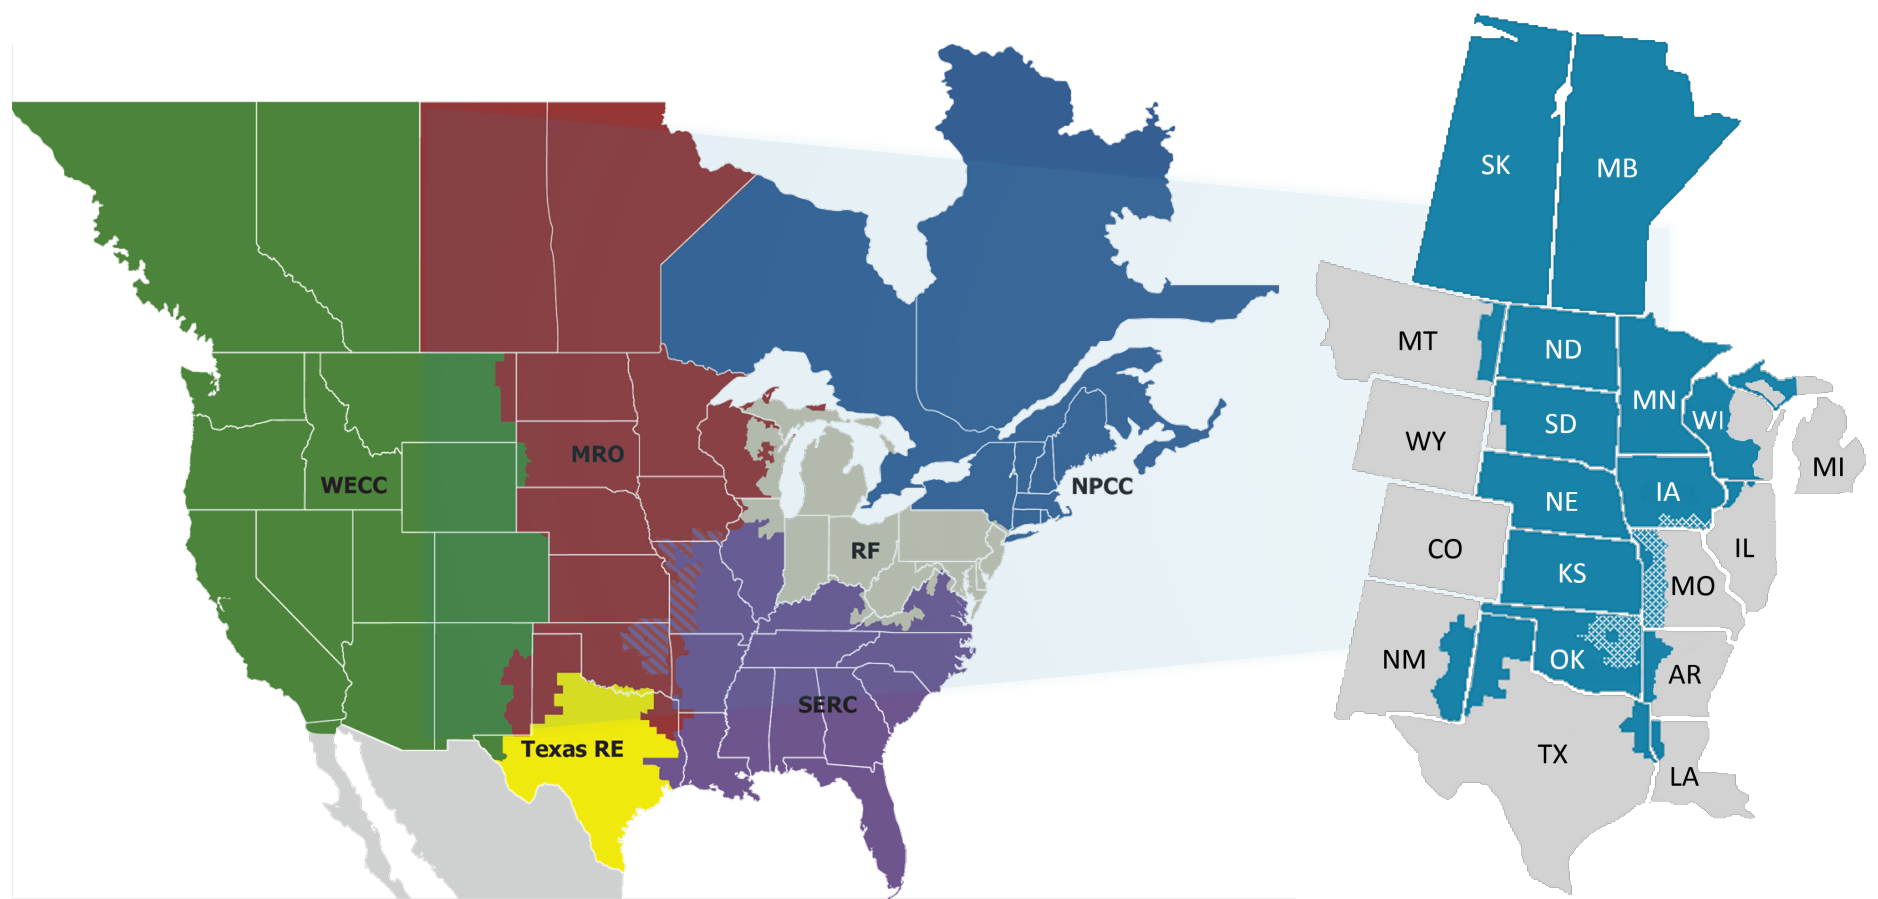 MRO
WECC
NPCC
RF
SERC
Texas RE
SK
MB
MT
ND
MN
WI
SD
WY
MI
IA
NE
CO
IL
KS
MO
NM
OK
AR
TX
LA